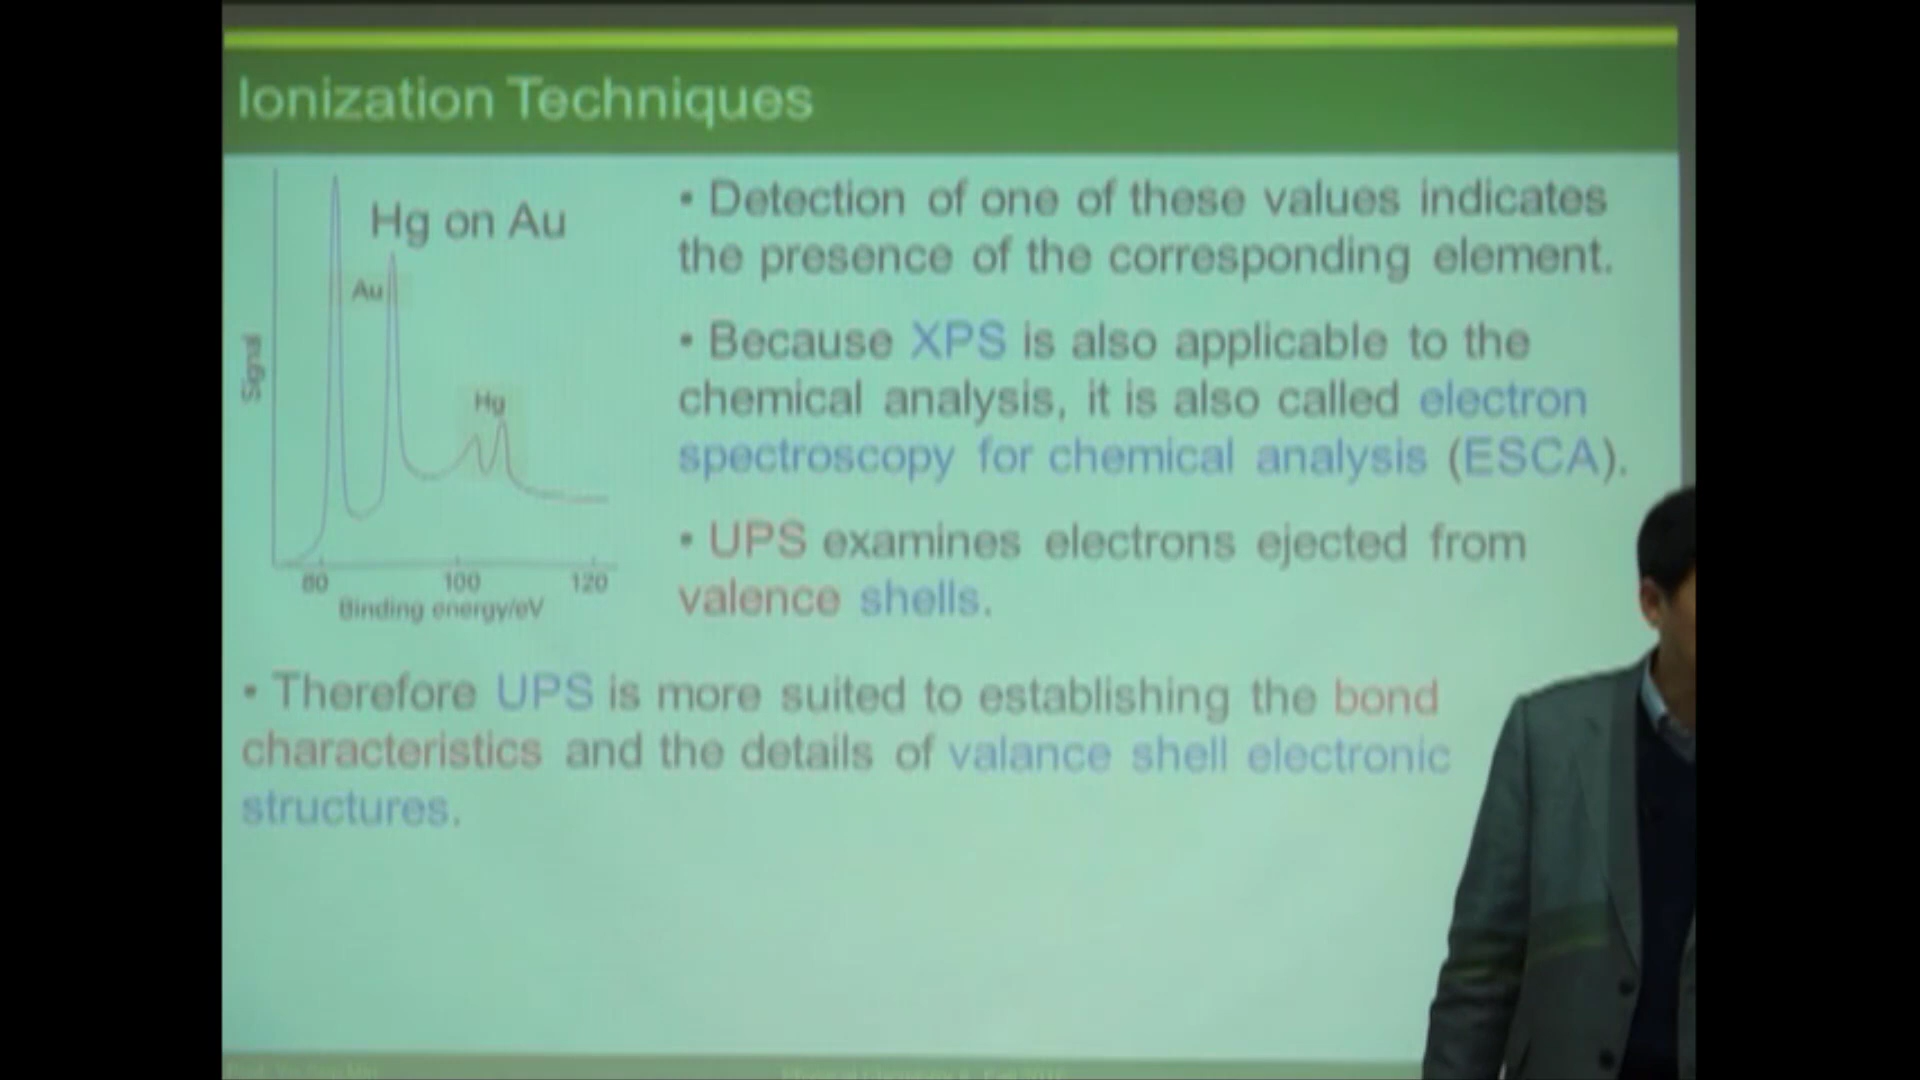 Ionization Techniques
Hg on Au
Au
Hg
Signal
80
100
120
Binding energy/eV
• Detection of one of these values indicates
the presence of the corresponding element.
• Because XPS is also applicable to the
chemical analysis, it is also called electron
spectroscopy for chemical analysis (ESCA).
• UPS examines electrons ejected from
valence shells.
• Therefore UPS is more suited to establishing the bond
characteristics and the details of valance shell electronic
structures.